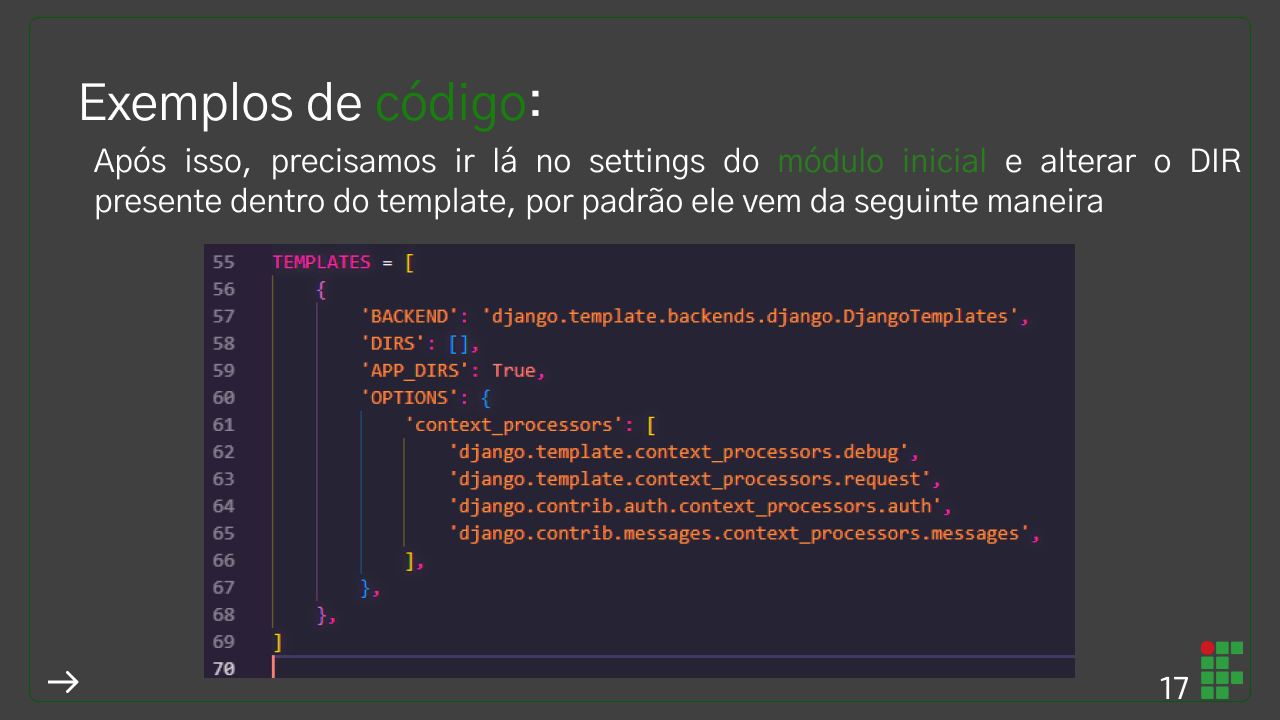 Exemplos de código:
Após isso, precisamos ir lá no settings do módulo inicial e alterar o DIR
presente dentro do template, por padrão ele vem da seguinte maneira
55 TEMPLATES = [
56 {
57 'BACKEND': 'django.template.backends.django.DjangoTemplates',
58 'DIRS': [],
59 'APP_DIRS': True,
60 'OPTIONS': {
61 'context_processors': [
62 'django.template.context_processors.debug',
63 'django.template.context_processors.request',
64 'django.contrib.auth.context_processors.auth',
65 'django.contrib.messages.context_processors.messages',
66 ],
67 },
68 },
69 ]
70
17